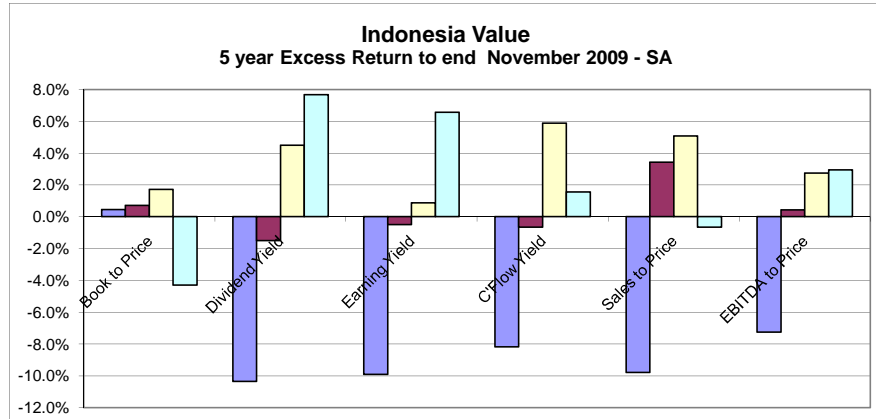 Indonesia Value
5 year Excess Return to end November 2009 - SA
8.0%
6.0%
4.0%
2.0%
0.0%
-2.0%
-4.0%
-6.0%
-8.0%
-10.0%
-12.0%
Book to Price
Dividend Yield
Earning Yield
C'Flow Yield
Sales to Price
EBITDA to Price